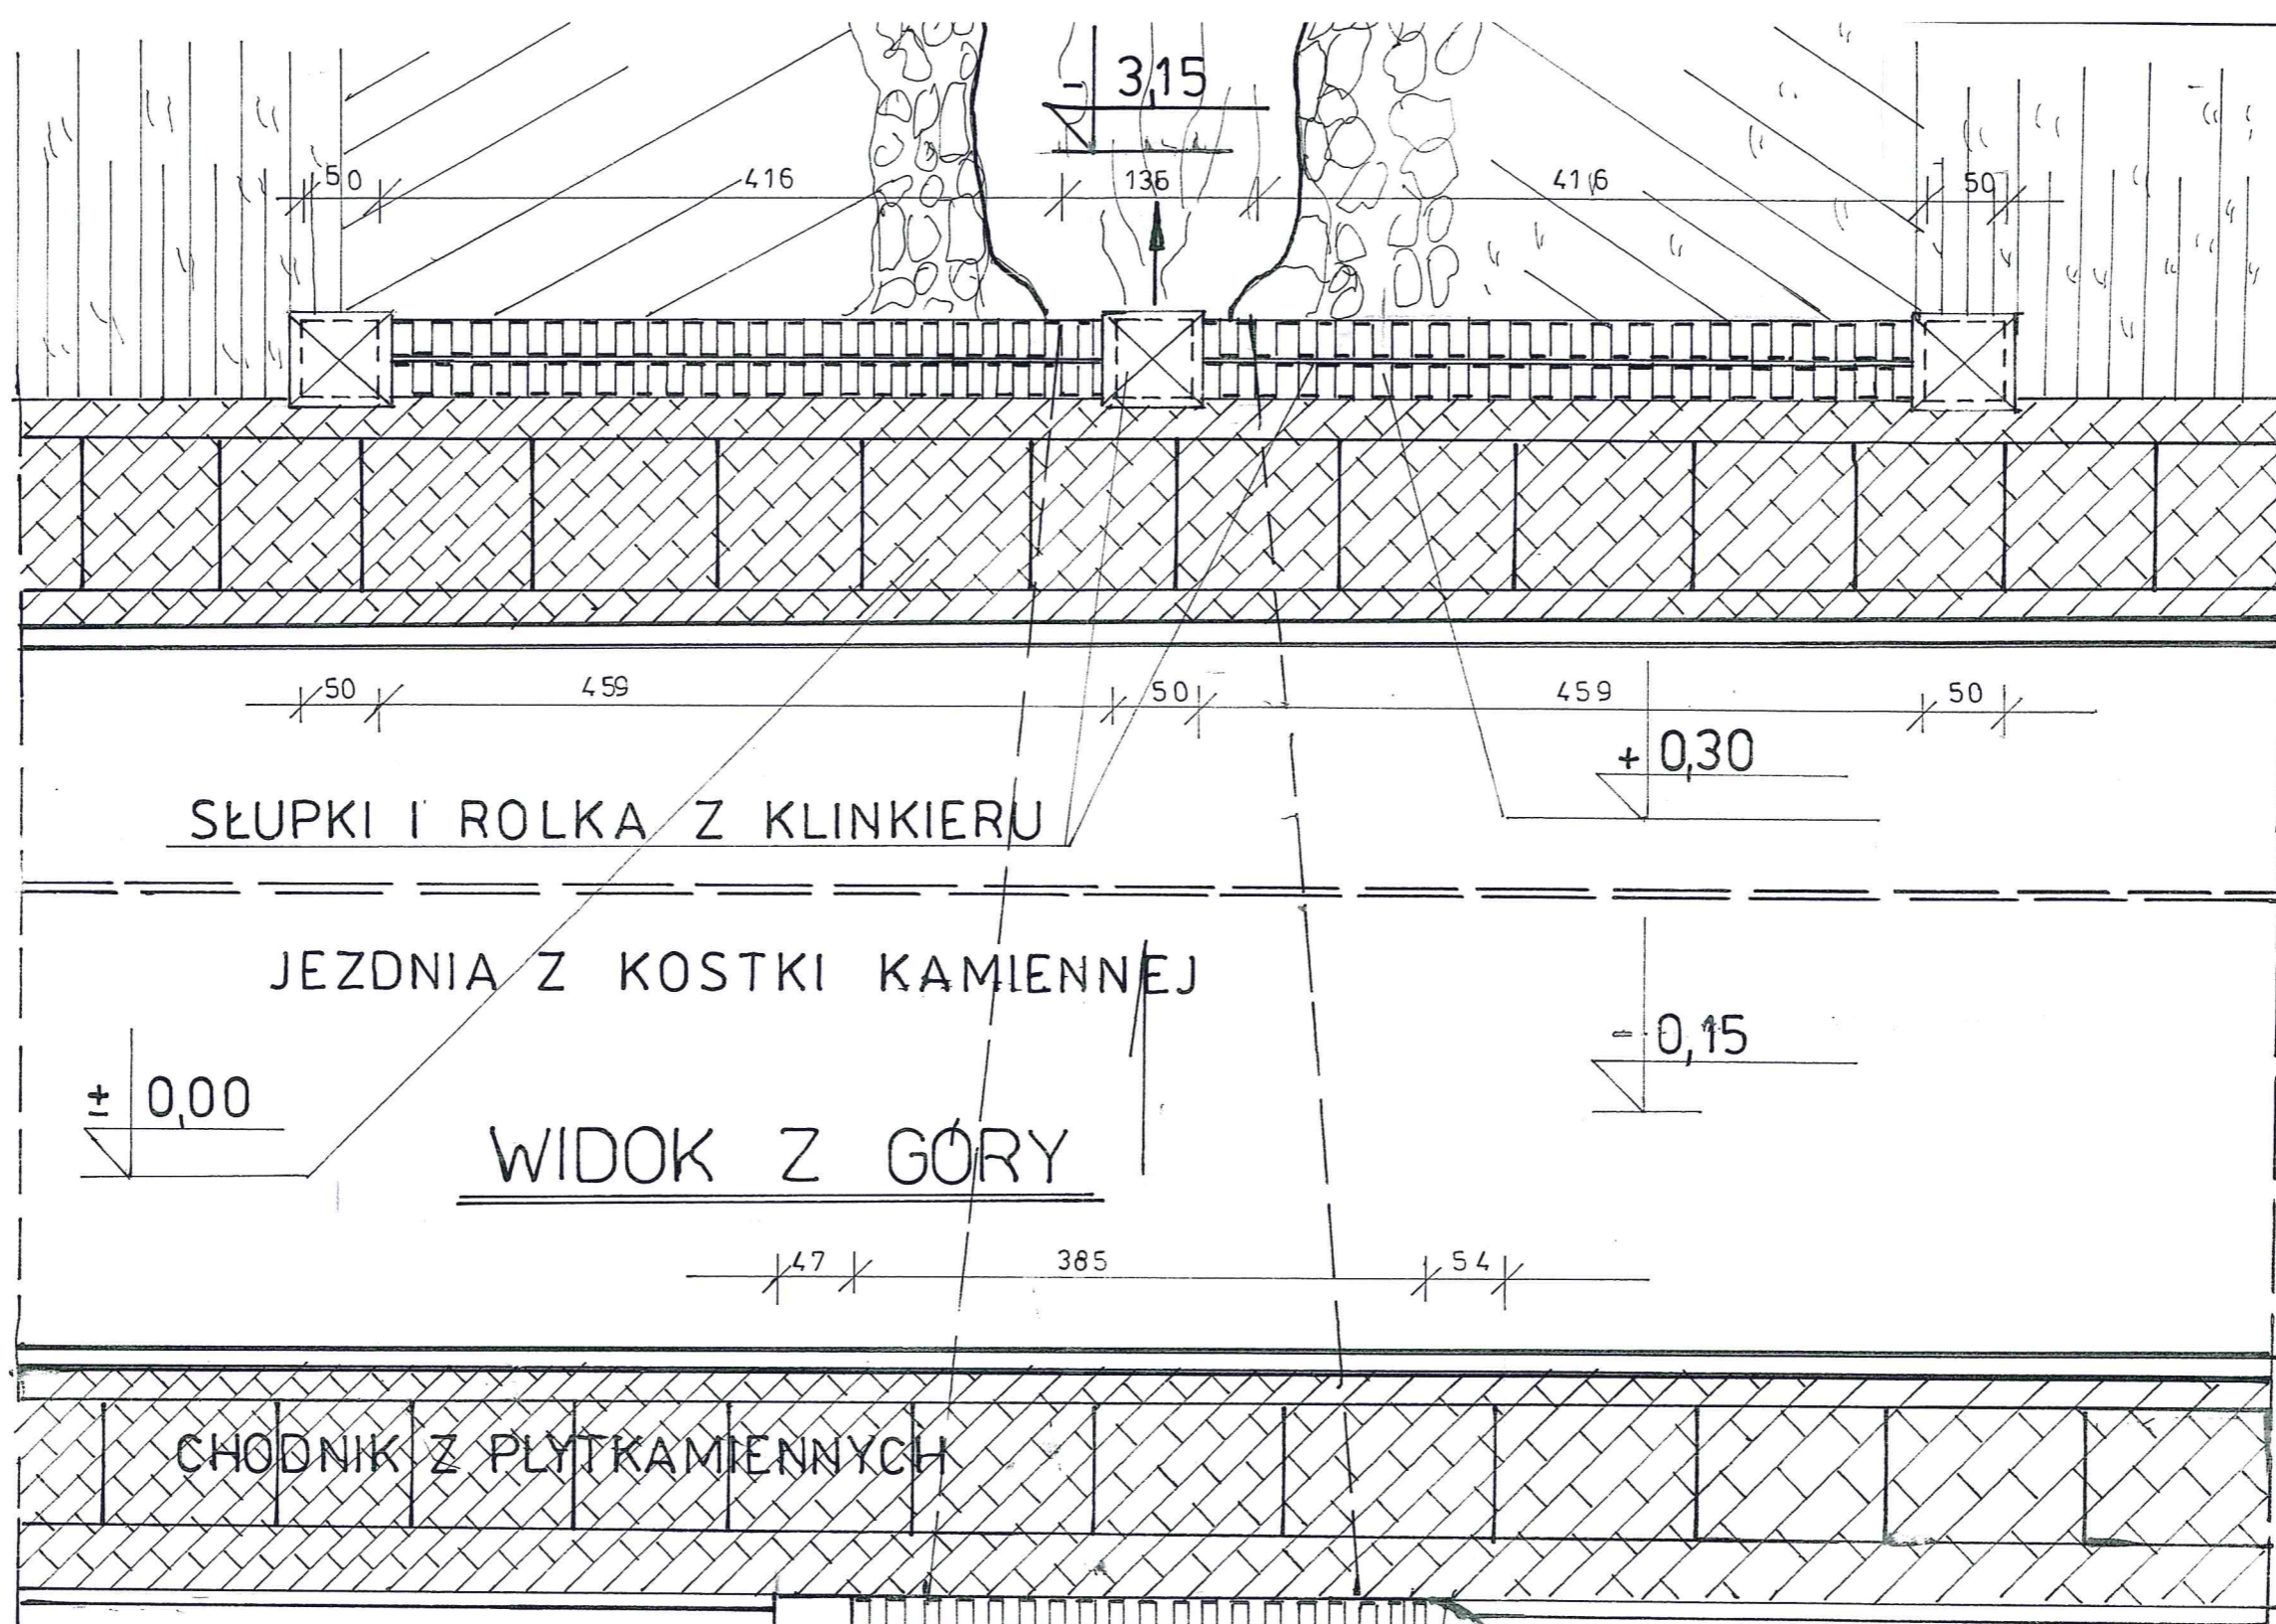 - 3,15
50 416 136 416 50
50 459 50 459 50
+ 0,30
SŁUPKI I ROLKA Z KLINKIERU
JEZDNIA Z KOSTKI KAMIENNEJ
- 0,15
± 0,00
WIDOK Z GÓRY
47 385 54
CHODNIK Z PŁYTKAMIENNYCH